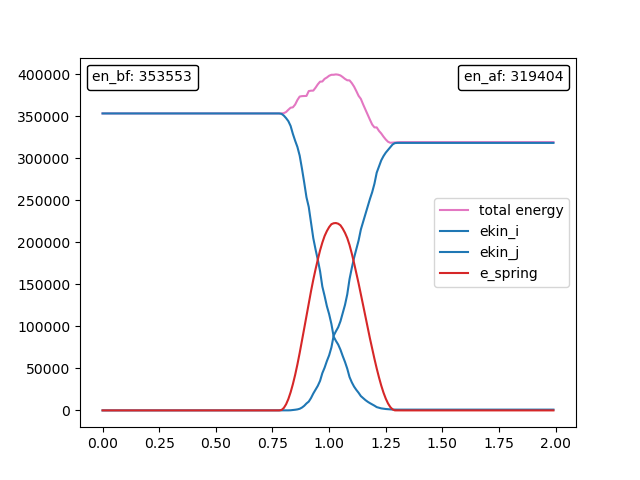 en_bf: 353553
en_af: 319404
400000
350000
300000
250000
200000
150000
100000
50000
0
total energy
ekin_i
ekin_j
e_spring
0.00 0.25 0.50 0.75 1.00 1.25 1.50 1.75 2.00